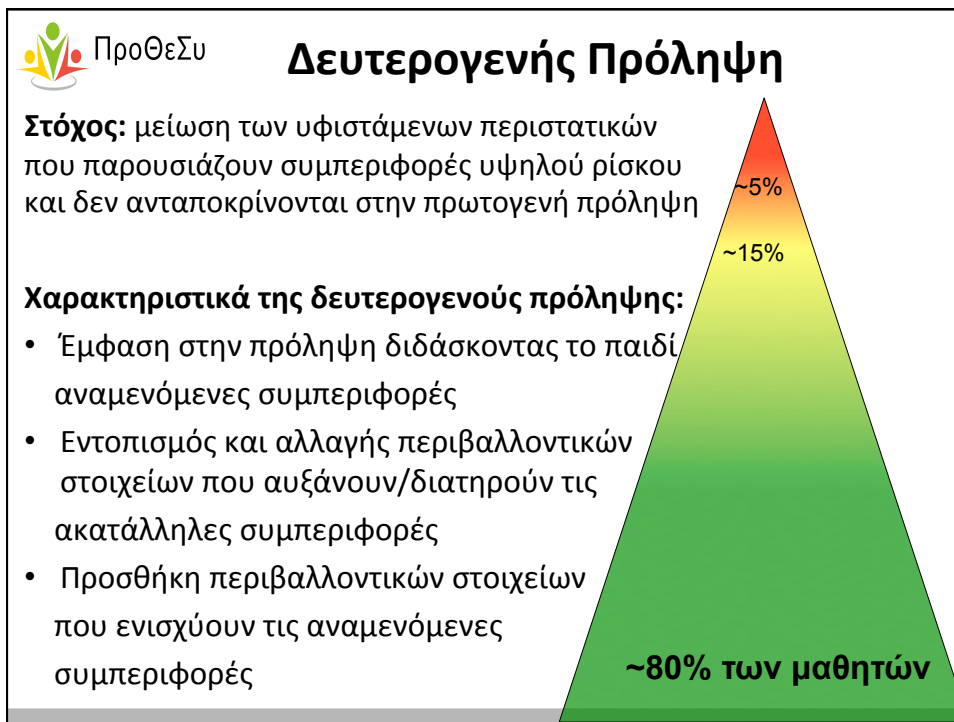 ΠροΘεΣυ
Δευτερογενής Πρόληψη
Στόχος: μείωση των υφιστάμενων περιστατικών
που παρουσιάζουν συμπεριφορές υψηλού ρίσκου
και δεν ανταποκρίνονται στην πρωτογενή πρόληψη
~5%
~15%
Χαρακτηριστικά της δευτερογενούς πρόληψης:
• Έμφαση στην πρόληψη διδάσκοντας το παιδί
αναμενόμενες συμπεριφορές
• Εντοπισμός και αλλαγής περιβαλλοντικών
στοιχείων που αυξάνουν/διατηρούν τις
ακατάλληλες συμπεριφορές
• Προσθήκη περιβαλλοντικών στοιχείων
που ενισχύουν τις αναμενόμενες
συμπεριφορές
~80% των μαθητών